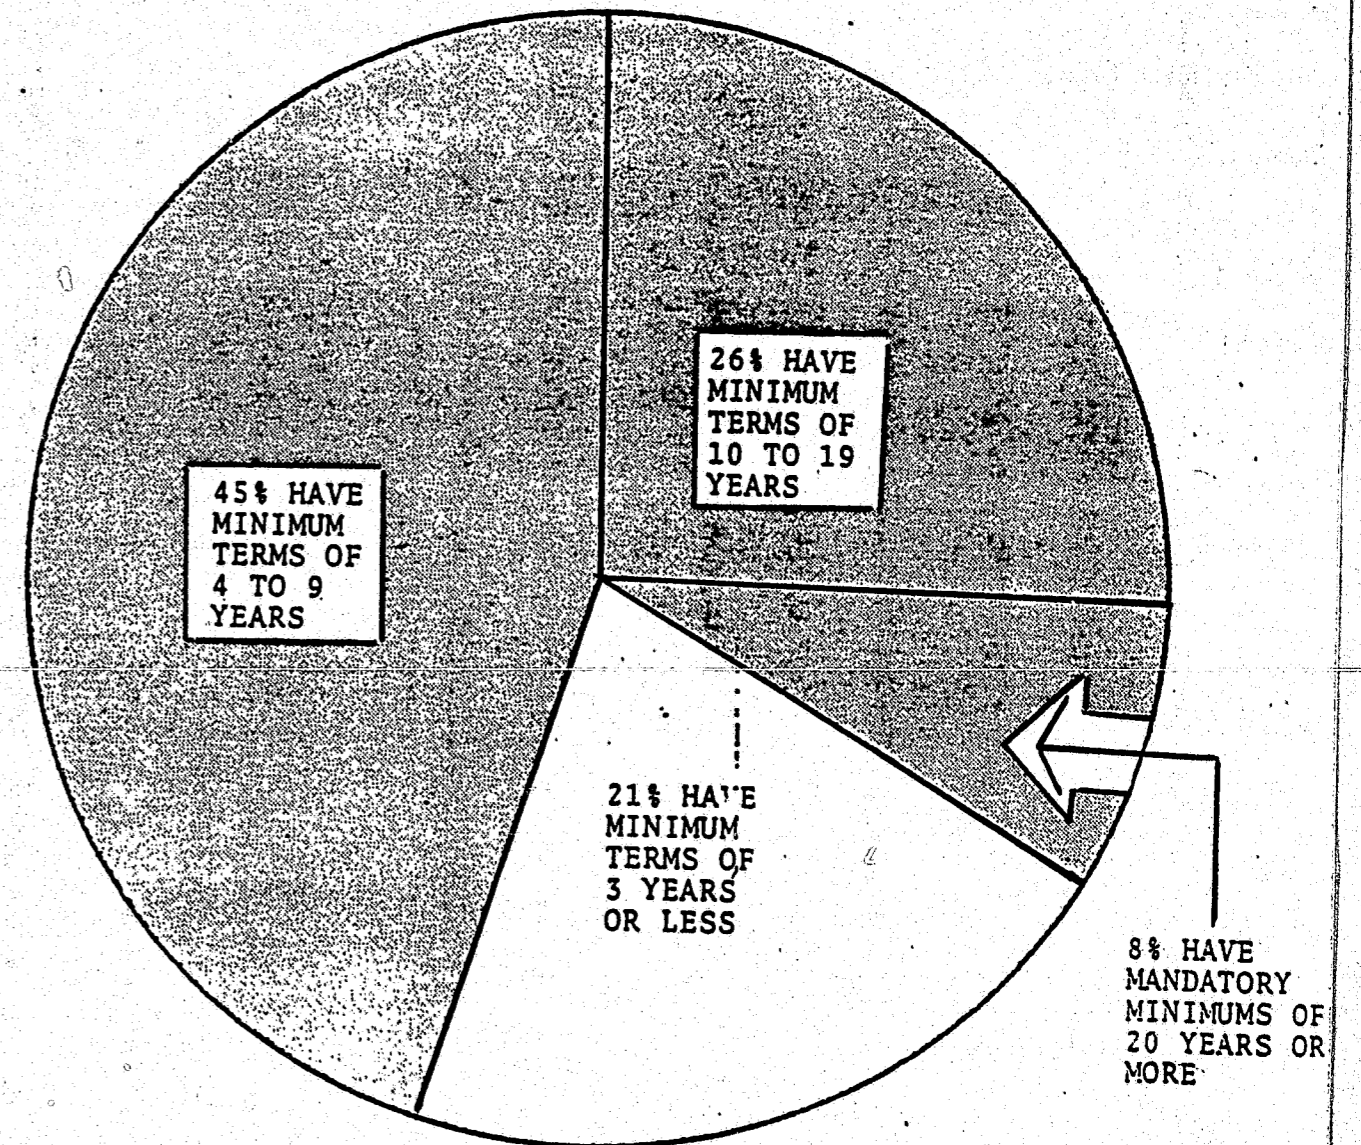 26% HAVE
MINIMUM
TERMS OF
10 TO 19
YEARS
45% HAVE
MINIMUM
TERMS OF
4 TO 9
YEARS
21% HAVE
MINIMUM
TERMS OF
3 YEARS
OR LESS
8% HAVE
MANDATORY
MINIMUMS OF
20 YEARS OR
MORE